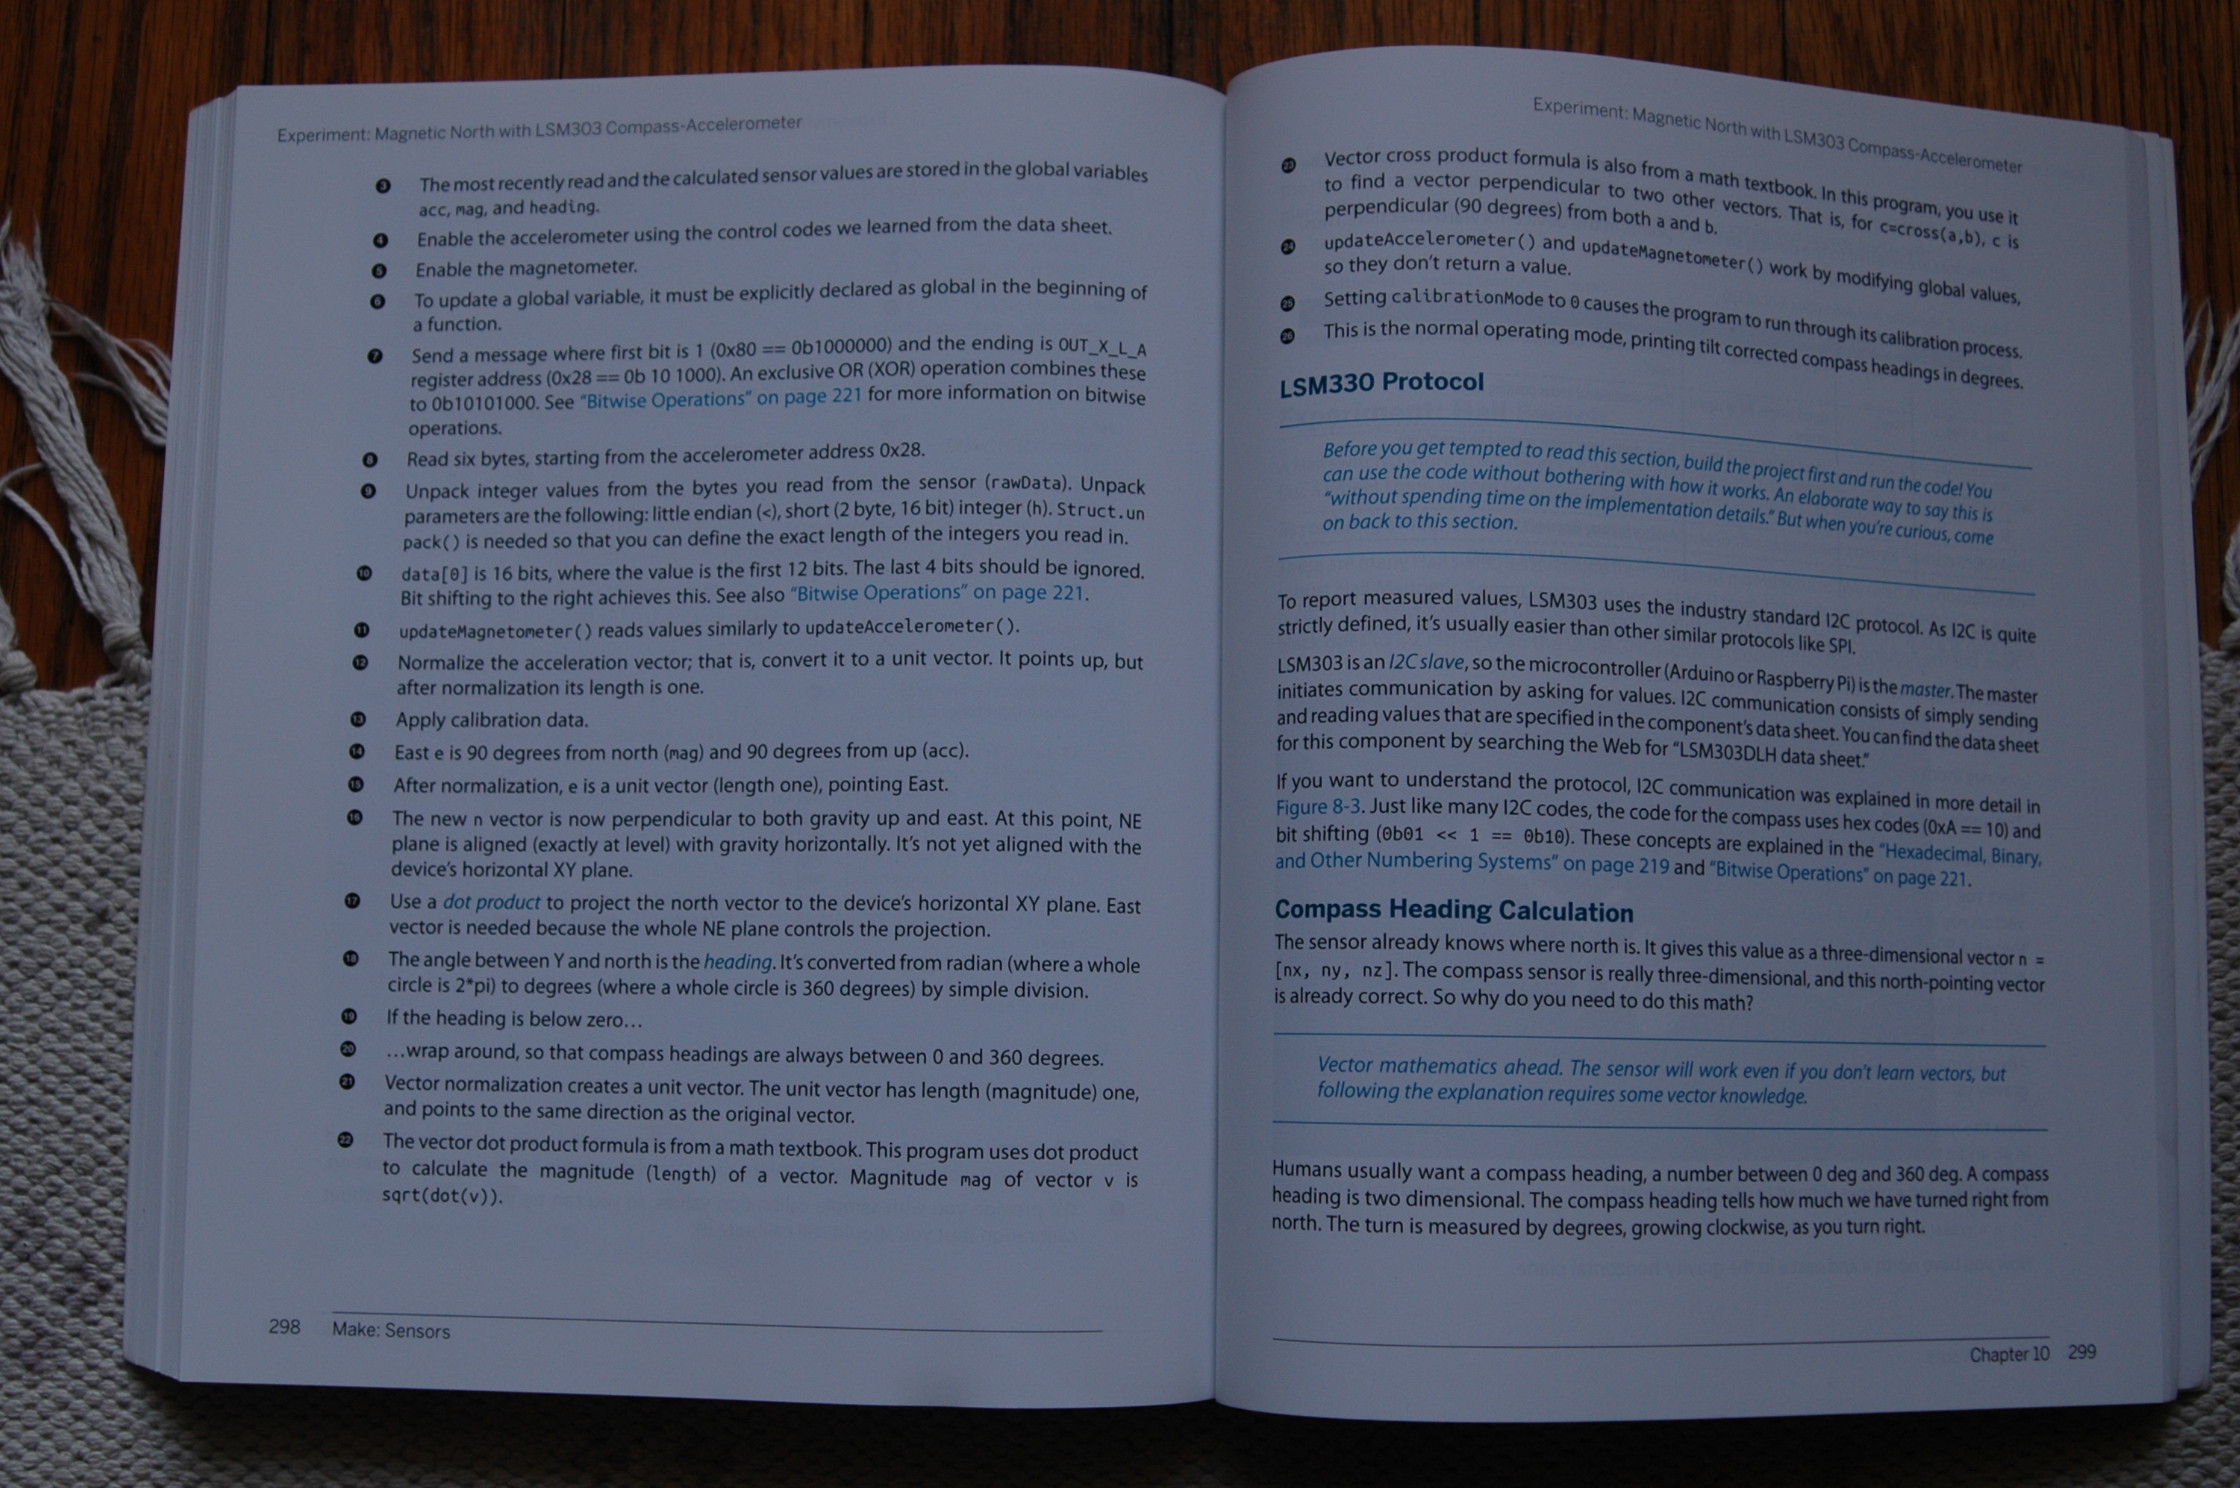 Experiment: Magnetic North with LSM303 Compass-Accelerometer
❸ The most recently read and the calculated sensor values are stored in the global variables
acc, mag, and heading.
❹ Enable the accelerometer using the control codes we learned from the data sheet.
❺ Enable the magnetometer.
❻ To update a global variable, it must be explicitly declared as global in the beginning of
a function.
❼ Send a message where first bit is 1 (0x80 == 0b1000000) and the ending is OUT_X_L_A
register address (0x28 == 0b 10 1000). An exclusive OR (XOR) operation combines these
to 0b10101000. See "Bitwise Operations" on page 221 for more information on bitwise
operations.
❽ Read six bytes, starting from the accelerometer address 0x28.
❾ Unpack integer values from the bytes you read from the sensor (rawData). Unpack
parameters are the following: little endian (<), short (2 byte, 16 bit) integer (h). Struct.un
pack() is needed so that you can define the exact length of the integers you read in.
❿ data[0] is 16 bits, where the value is the first 12 bits. The last 4 bits should be ignored.
Bit shifting to the right achieves this. See also "Bitwise Operations" on page 221.
⓫ updateMagnetometer() reads values similarly to updateAccelerometer().
⓬ Normalize the acceleration vector; that is, convert it to a unit vector. It points up, but
after normalization its length is one.
⓭ Apply calibration data.
⓮ East e is 90 degrees from north (mag) and 90 degrees from up (acc).
⓯ After normalization, e is a unit vector (length one), pointing East.
⓰ The new n vector is now perpendicular to both gravity up and east. At this point, NE
plane is aligned (exactly at level) with gravity horizontally. It's not yet aligned with the
device's horizontal XY plane.
⓱ Use a dot product to project the north vector to the device's horizontal XY plane. East
vector is needed because the whole NE plane controls the projection.
⓲ The angle between Y and north is the heading. It's converted from radian (where a whole
circle is 2*pi) to degrees (where a whole circle is 360 degrees) by simple division.
⓳ If the heading is below zero...
⓴ ...wrap around, so that compass headings are always between 0 and 360 degrees.
㉑ Vector normalization creates a unit vector. The unit vector has length (magnitude) one,
and points to the same direction as the original vector.
㉒ The vector dot product formula is from a math textbook. This program uses dot product
to calculate the magnitude (length) of a vector. Magnitude mag of vector v is
sqrt(dot(v)).
298 Make: Sensors
Experiment: Magnetic North with LSM303 Compass-Accelerometer
㉓ Vector cross product formula is also from a math textbook. In this program, you use it
to find a vector perpendicular to two other vectors. That is, for c=cross(a,b), c is
perpendicular (90 degrees) from both a and b.
㉔ updateAccelerometer() and updateMagnetometer() work by modifying global values,
so they don't return a value.
㉕ Setting calibrationMode to 0 causes the program to run through its calibration process.
㉖ This is the normal operating mode, printing tilt corrected compass headings in degrees.
LSM330 Protocol
Before you get tempted to read this section, build the project first and run the code! You
can use the code without bothering with how it works. An elaborate way to say this is
"without spending time on the implementation details." But when you're curious, come
on back to this section.
To report measured values, LSM303 uses the industry standard I2C protocol. As I2C is quite
strictly defined, it's usually easier than other similar protocols like SPI.
LSM303 is an I2C slave, so the microcontroller (Arduino or Raspberry Pi) is the master. The master
initiates communication by asking for values. I2C communication consists of simply sending
and reading values that are specified in the component's data sheet. You can find the data sheet
for this component by searching the Web for "LSM303DLH data sheet."
If you want to understand the protocol, I2C communication was explained in more detail in
Figure 8-3. Just like many I2C codes, the code for the compass uses hex codes (0xA == 10) and
bit shifting (0b01 << 1 == 0b10). These concepts are explained in the "Hexadecimal, Binary,
and Other Numbering Systems" on page 219 and "Bitwise Operations" on page 221.
Compass Heading Calculation
The sensor already knows where north is. It gives this value as a three-dimensional vector n =
[nx, ny, nz]. The compass sensor is really three-dimensional, and this north-pointing vector
is already correct. So why do you need to do this math?
Vector mathematics ahead. The sensor will work even if you don't learn vectors, but
following the explanation requires some vector knowledge.
Humans usually want a compass heading, a number between 0 deg and 360 deg. A compass
heading is two dimensional. The compass heading tells how much we have turned right from
north. The turn is measured by degrees, growing clockwise, as you turn right.
Chapter 10 299